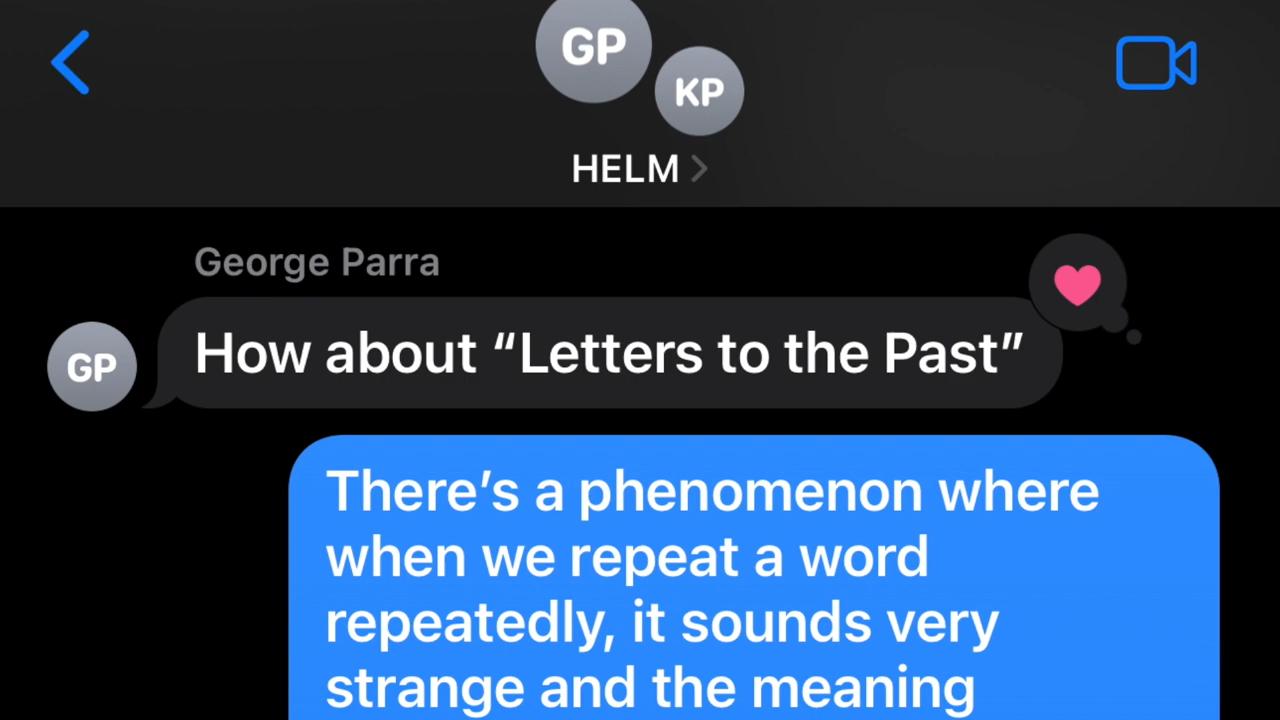 GP
KP
HELM
George Parra
GP
How about “Letters to the Past”
There’s a phenomenon where
when we repeat a word
repeatedly, it sounds very
strange and the meaning